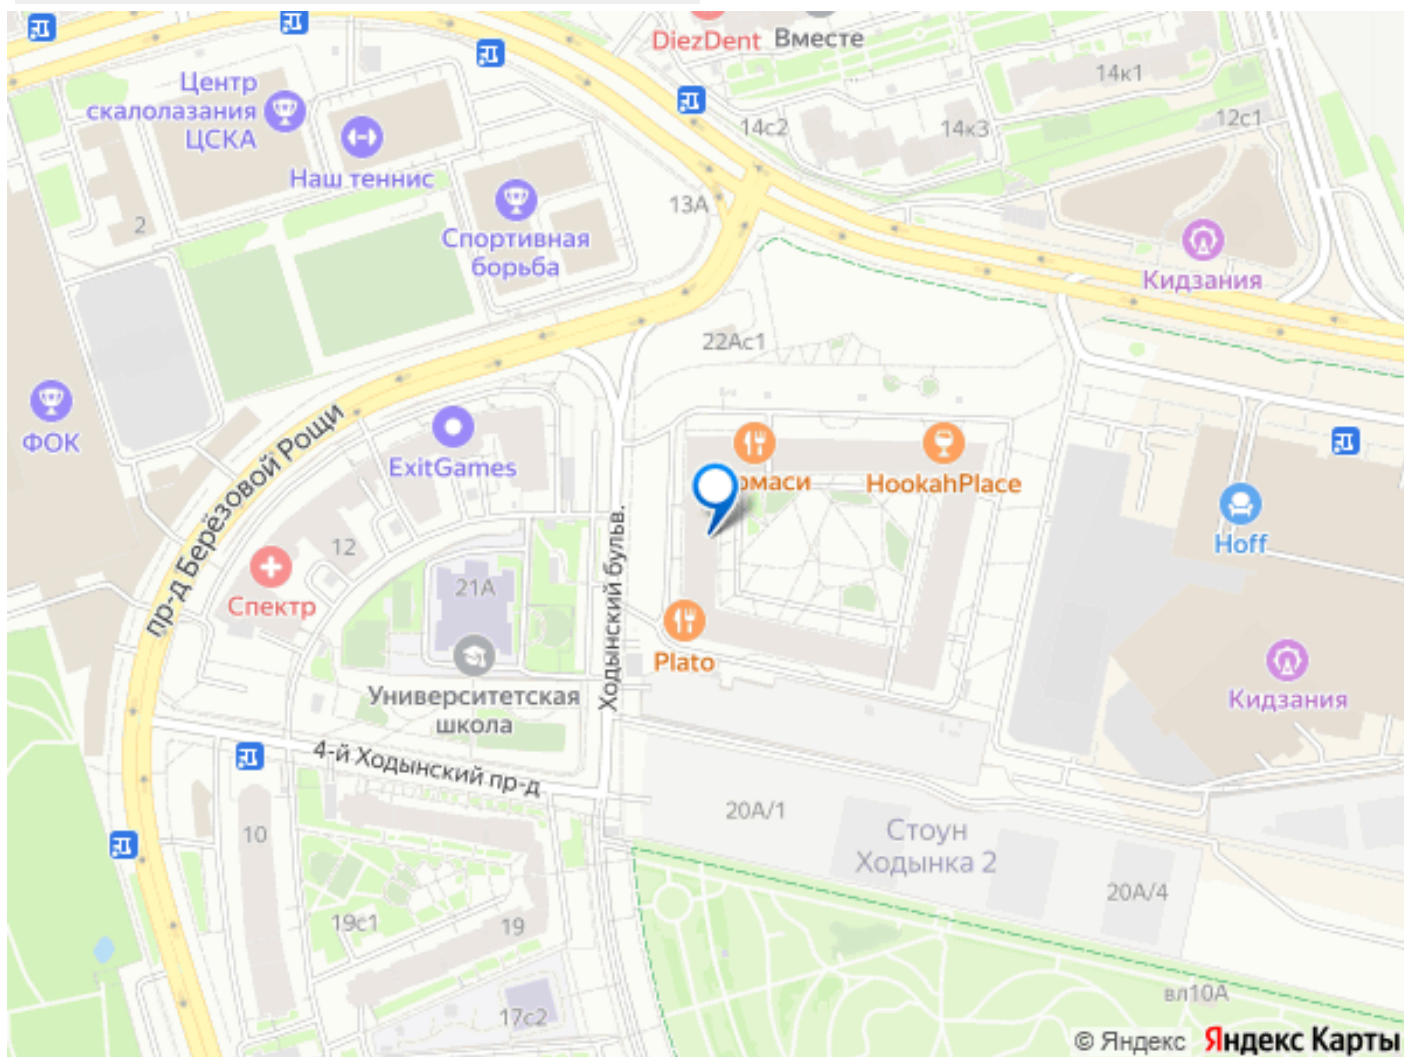 DiezDent
Вместе
14к1
Центр
скалолазания
ЦСКА
12с1
14с2
14к3
Наш теннис
13А
2
Спортивная
борьба
Кидзания
22Ас1
ФОК
ExitGames
омаси
HookahPlace
пр-д Берёзовой Рощи
Ходынский бульв.
Hoff
12
21А
Спектр
Plato
Университетская
школа
Кидзания
4-й Ходынский пр-д
20А/1
10
Стоун
Ходынка 2
20А/4
19с1
19
вл10А
17с2
© Яндекс Яндекс Карты